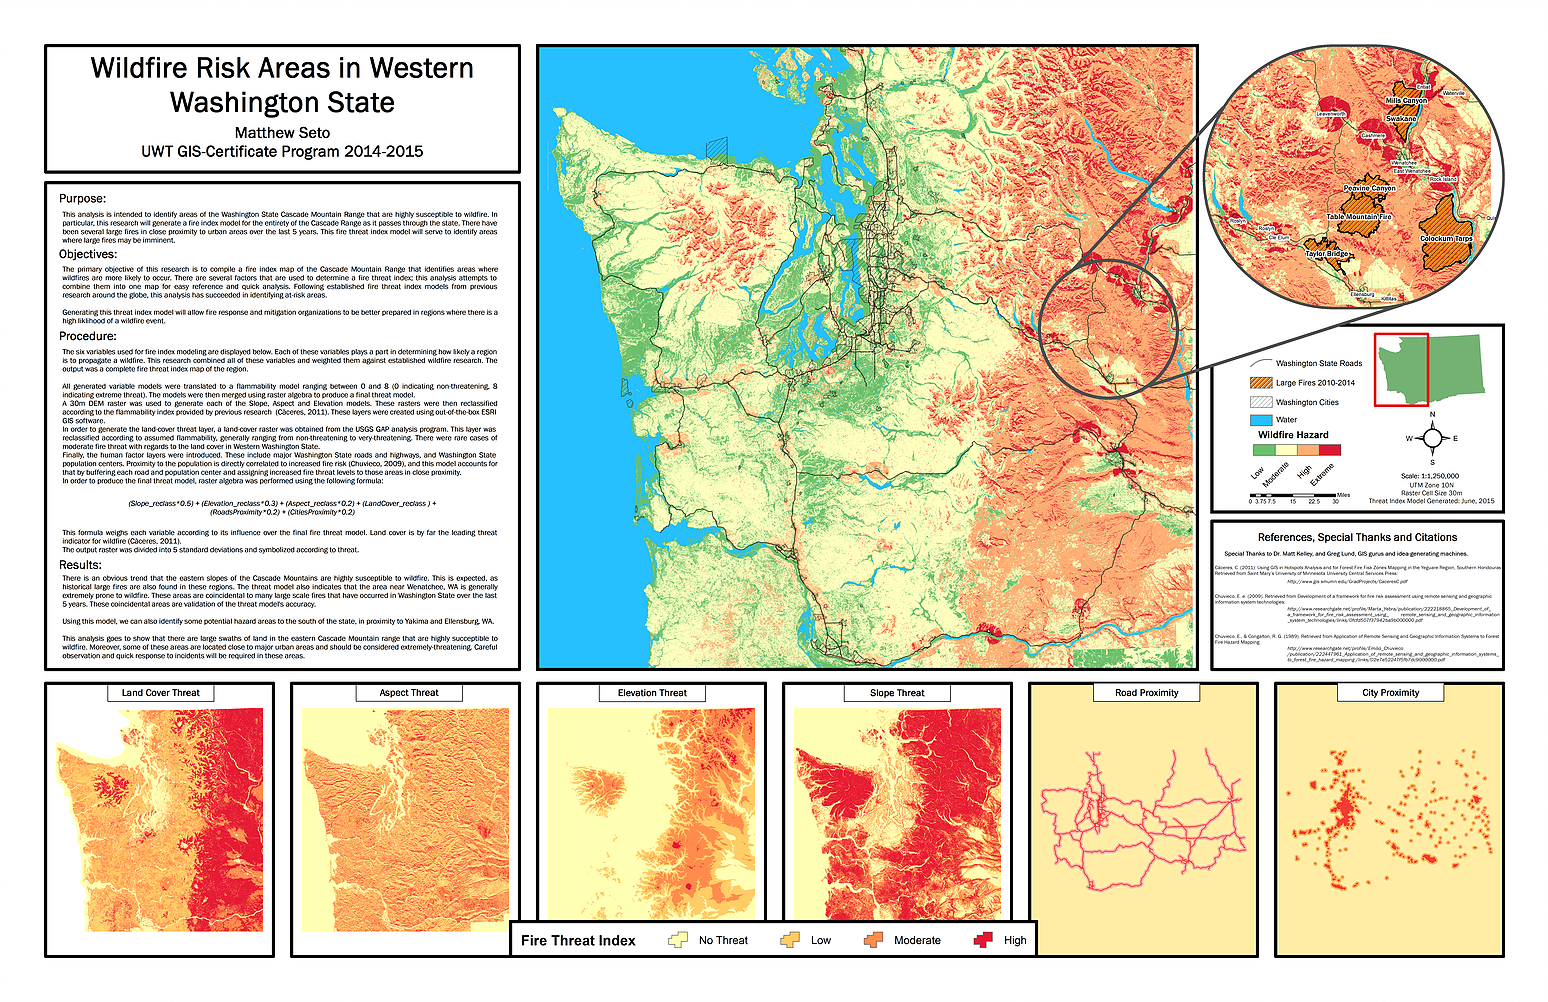 Wildfire Risk Areas in Western
Washington State
Matthew Seto
UWT GIS-Certificate Program 2014-2015
Purpose:
This analysis is intended to identify areas of the Washington State Cascade Mountain Range that are highly susceptible to wildfire. In
particular, this research will generate a fire index model for the entirety of the Cascade Range as it passes through the state. There have
been several large fires in close proximity to urban areas over the last 5 years. This fire threat index model will serve to identify areas
where large fires may be imminent.
Objectives:
The primary objective of this research is to compile a fire index map of the Cascade Mountain Range that identifies areas where
wildfires are more likely to occur. There are several factors that are used to determine a fire threat index; this analysis attempts to
combine them into one map for easy reference and quick analysis. Following established fire threat index models from previous
research around the globe, this analysis has succeeded in identifying at-risk areas.
Generating this threat index model will allow fire response and mitigation organizations to be better prepared in regions where there is a
high liklihood of a wildfire event.
Procedure:
The six variables used for fire index modeling are displayed below. Each of these variables plays a part in determining how likely a region
is to propagate a wildfire. This research combined all of these variables and weighted them against established wildfire research. The
output was a complete fire threat index map of the region.
All generated variable models were translated to a flammability model ranging between 0 and 8 (0 indicating non-threatening, 8
indicating extreme threat). The models were then merged using raster algebra to produce a final threat model.
A 30m DEM raster was used to generate each of the Slope, Aspect and Elevation models. These rasters were then reclassified
according to the flammability index provided by previous research (Càceres, 2011). These layers were created using out-of-the-box ESRI
GIS software.
In order to generate the land-cover threat layer, a land-cover raster was obtained from the USGS GAP analysis program. This layer was
reclassified according to assumed flammability, generally ranging from non-threatening to very-threatening. There were rare cases of
moderate fire threat with regards to the land cover in Western Washington State.
Finally, the human factor layers were introduced. These include major Washington State roads and highways, and Washington State
population centers. Proximity to the population is directly correlated to increased fire risk (Chuvieco, 2009), and this model accounts for
that by buffering each road and population center and assigning increased fire threat levels to those areas in close proximity.
In order to produce the final threat model, raster algebra was performed using the following formula:
(Slope_reclass*0.5) + (Elevation_reclass*0.3) + (Aspect_reclass*0.2) + (LandCover_reclass ) +
(RoadsProximity*0.2) + (CitiesProximity*0.2)
This formula weighs each variable according to its influence over the final fire threat model. Land cover is by far the leading threat
indicator for wildfire (Càceres, 2011).
The output raster was divided into 5 standard deviations and symbolized according to threat.
Results:
There is an obvious trend that the eastern slopes of the Cascade Mountains are highly susceptible to wildfire. This is expected, as
historical large fires are also found in these regions. The threat model also indicates that the area near Wenatchee, WA is generally
extremely prone to wildfire. These areas are coincidental to many large scale fires that have occurred in Washington State over the last
5 years. These coincidental areas are validation of the threat model's accuracy.
Using this model, we can also identify some potential hazard areas to the south of the state, in proximity to Yakima and Ellensburg, WA.
This analysis goes to show that there are large swaths of land in the eastern Cascade Mountain range that are highly succeptible to
wildfire. Moreover, some of these areas are located close to major urban areas and should be considered extremely-threatening. Careful
observation and quick response to incidents will be required in these areas.
Entiat
Waterville
Mills Canyon
Swakane
Leavenworth
Cashmere
Wenatchee
East Wenatchee
Rock Island
Peavine Canyon
Table Mountain Fire
Colockum Tarps
Roslyn
Roslyn
Cle Elum
Taylor Bridge
Ellensburg
Kittitas
Washington State Roads
Large Fires 2010-2014
Washington Cities
Water
Wildfire Hazard
Low
Moderate
High
Extreme
0 3.75 7.5 15 22.5 30 Miles
N
W E
S
Scale: 1:1,250,000
UTM Zone 10N
Raster Cell Size 30m
Threat Index Model Generated: June, 2015
References, Special Thanks and Citations
Special Thanks to Dr. Matt Kelley, and Greg Lund, GIS gurus and idea-generating machines.
Càceres, C. (2011). Using GIS in Hotspots Analysis and for Forest Fire Risk Zones Mapping in the Yeguare Region, Southern Honduras
Retrieved from Saint Mary's University of Minnesota University Central Services Press:
http://www.gis.smumn.edu/GradProjects/CaceresC.pdf
Chuvieco, E. e. (2009). Retrieved from Development of a framework for fire risk assessment using remote sensing and geographic
information system technologies:
Chuvieco, E., & Congalton, R. G. (1989). Retrieved from Application of Remote Sensing and Geographic Information Systems to Forest
Fire Hazard Mapping:
Land Cover Threat
Aspect Threat
Elevation Threat
Slope Threat
Road Proximity
City Proximity
Fire Threat Index
No Threat
Low
Moderate
High